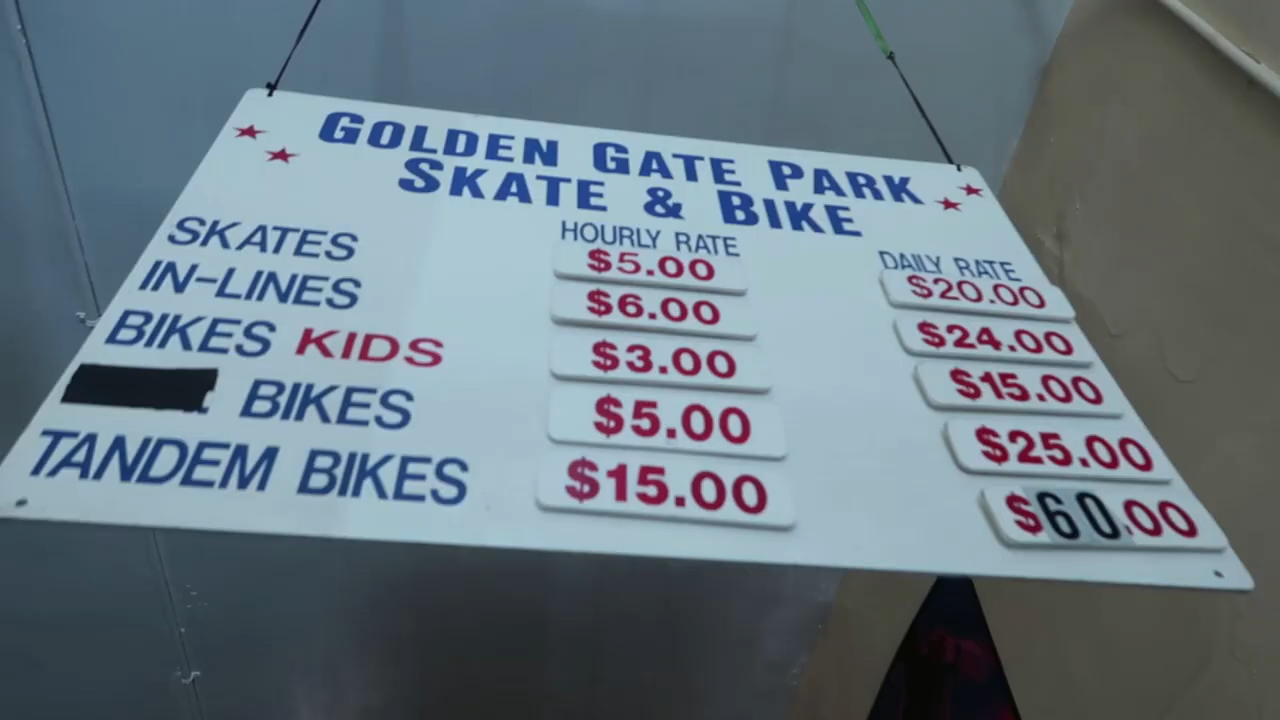 GOLDEN GATE PARK
SKATE & BIKE
HOURLY RATE DAILY RATE
SKATES $5.00 $20.00
IN-LINES $6.00 $24.00
BIKES KIDS $3.00 $15.00
BIKES $5.00 $25.00
TANDEM BIKES $15.00 $60.00